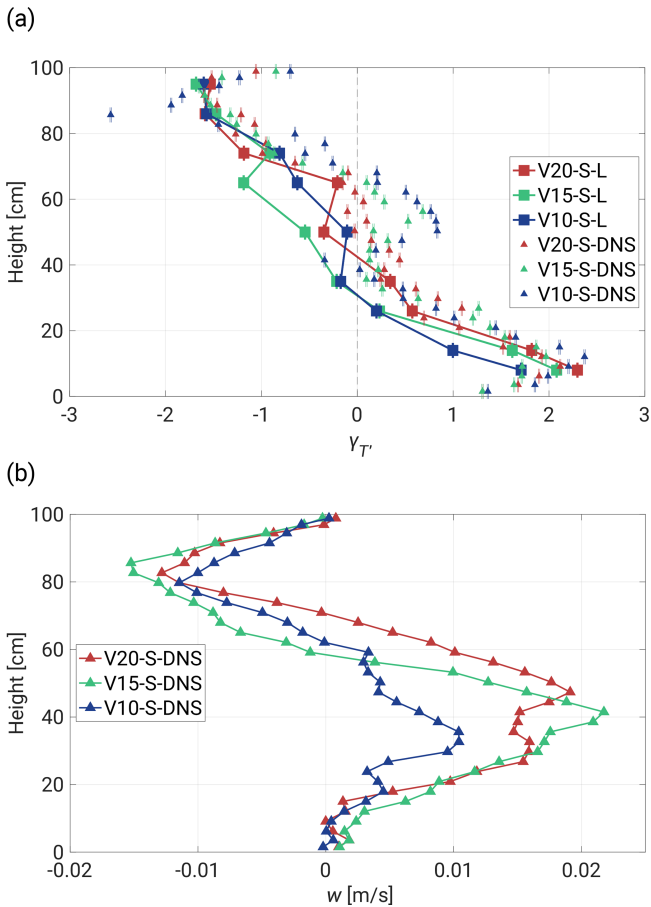 (a)
100
80
60
40
20
0
Height [cm]
V20-S-L
V15-S-L
V10-S-L
V20-S-DNS
V15-S-DNS
V10-S-DNS
-3 -2 -1 0 1 2 3
γT'
(b)
100
80
60
40
20
0
Height [cm]
V20-S-DNS
V15-S-DNS
V10-S-DNS
-0.02 -0.01 0 0.01 0.02
w [m/s]